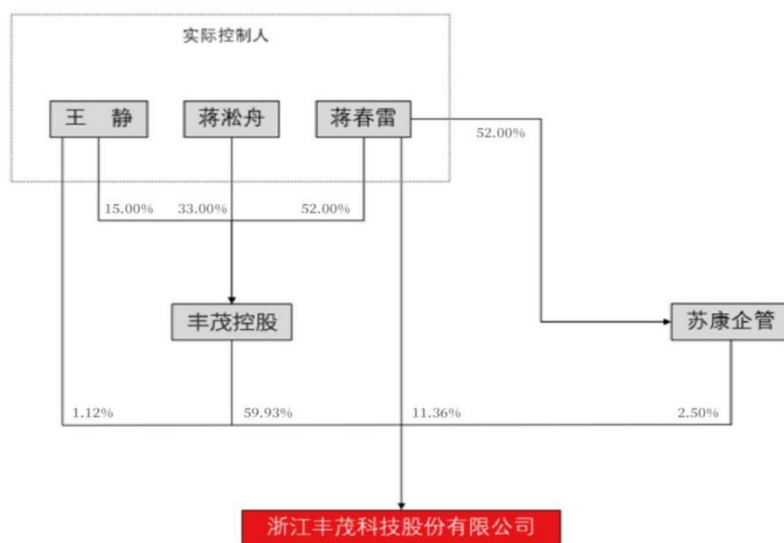 实际控制人
王 静 蒋淞舟 蒋春雷
52.00%
15.00% 33.00% 52.00%
丰茂控股 苏康企管
1.12% 59.93% 11.36% 2.50%
浙江丰茂科技股份有限公司